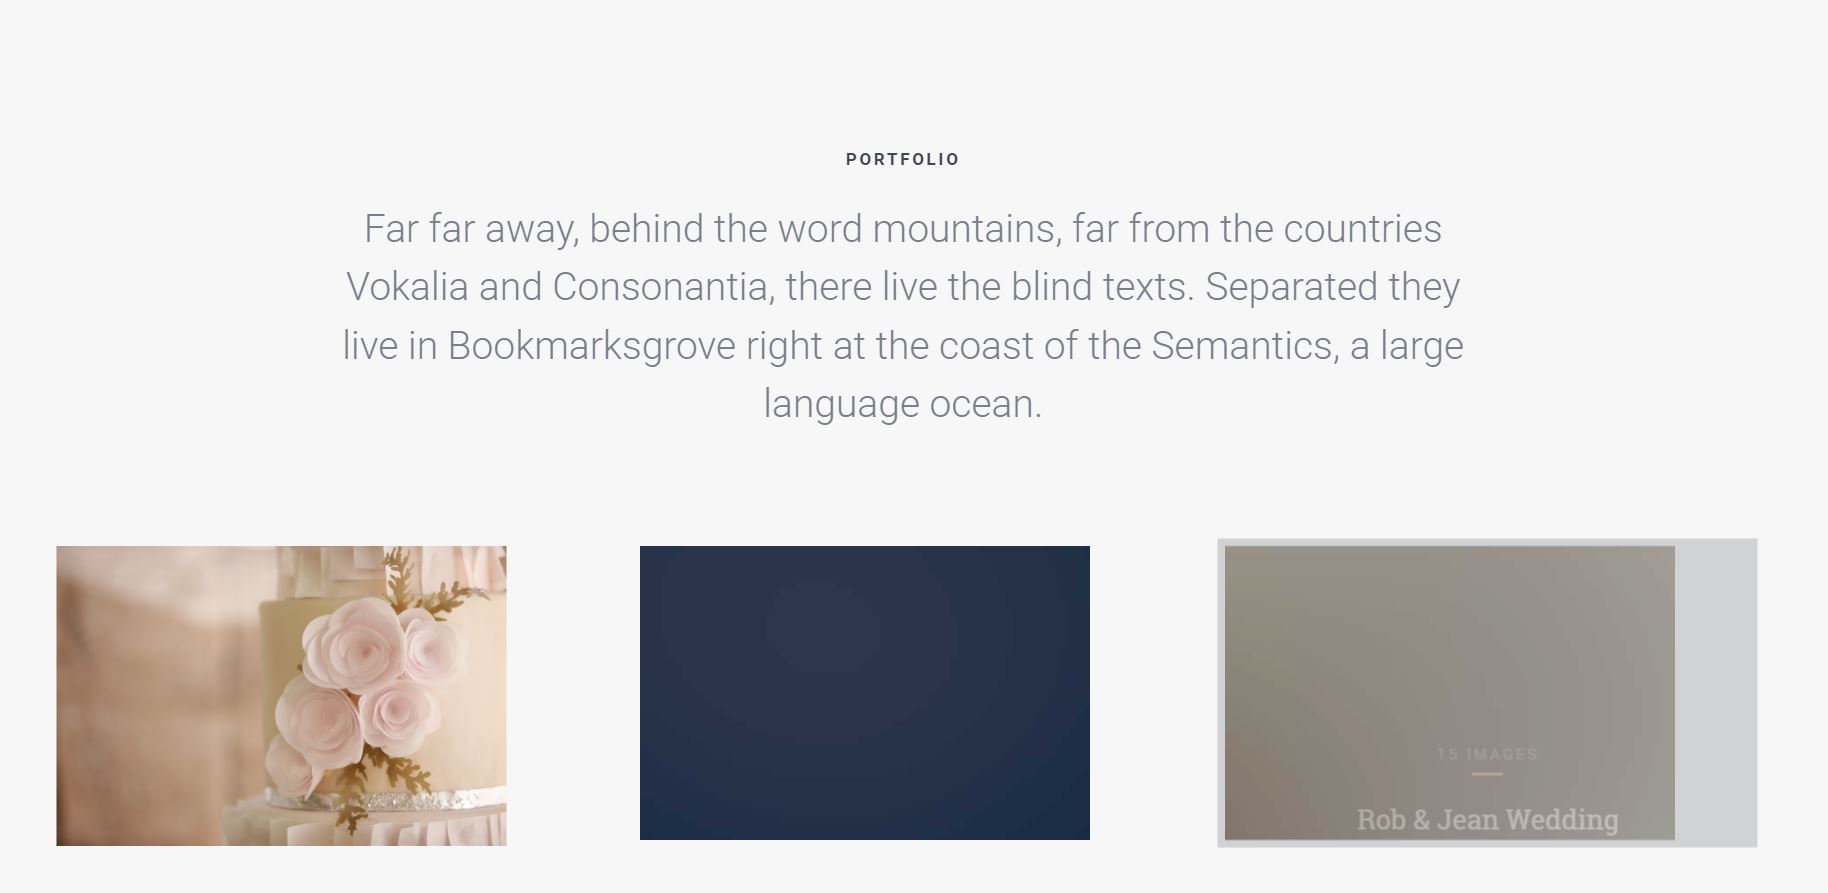 PORTFOLIO
Far far away, behind the word mountains, far from the countries
Vokalia and Consonantia, there live the blind texts. Separated they
live in Bookmarksgrove right at the coast of the Semantics, a large
language ocean.
15 IMAGES
Rob & Jean Wedding